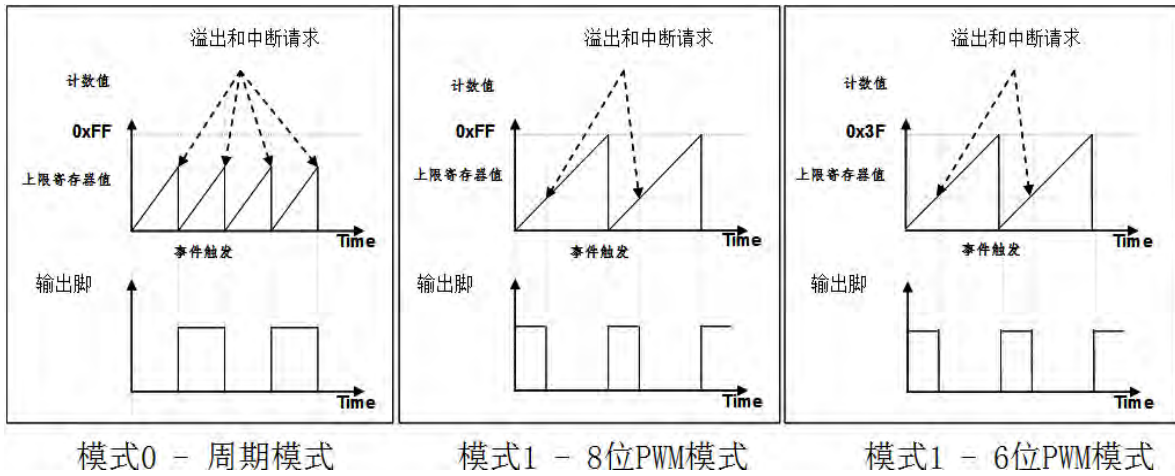 溢出和中断请求
计数值
0xFF
上限寄存器值
Time
事件触发
输出脚
Time
模式0 - 周期模式
溢出和中断请求
计数值
0xFF
上限寄存器值
Time
事件触发
输出脚
Time
模式1 - 8位PWM模式
溢出和中断请求
计数值
0x3F
上限寄存器值
Time
事件触发
输出脚
Time
模式1 - 6位PWM模式